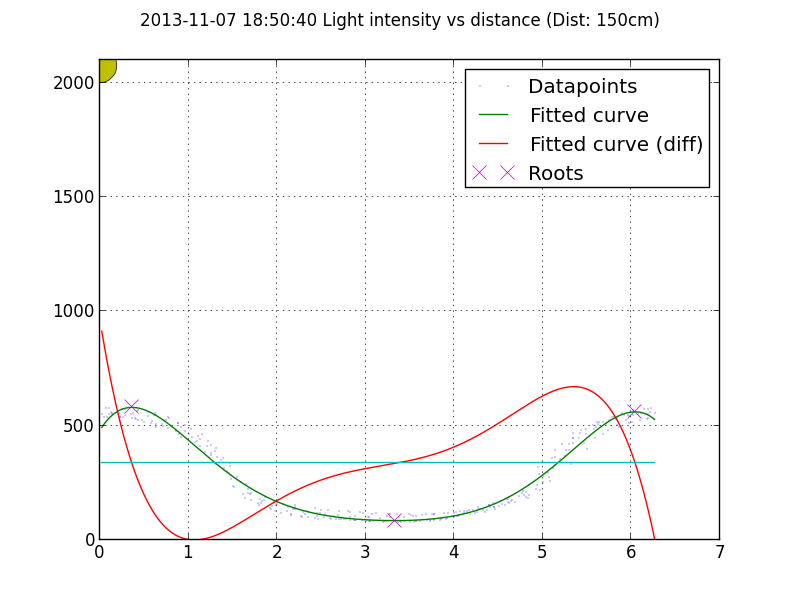 2013-11-07 18:50:40 Light intensity vs distance (Dist: 150cm)
Datapoints
Fitted curve
Fitted curve (diff)
Roots
2000
1500
1000
500
0
0 1 2 3 4 5 6 7